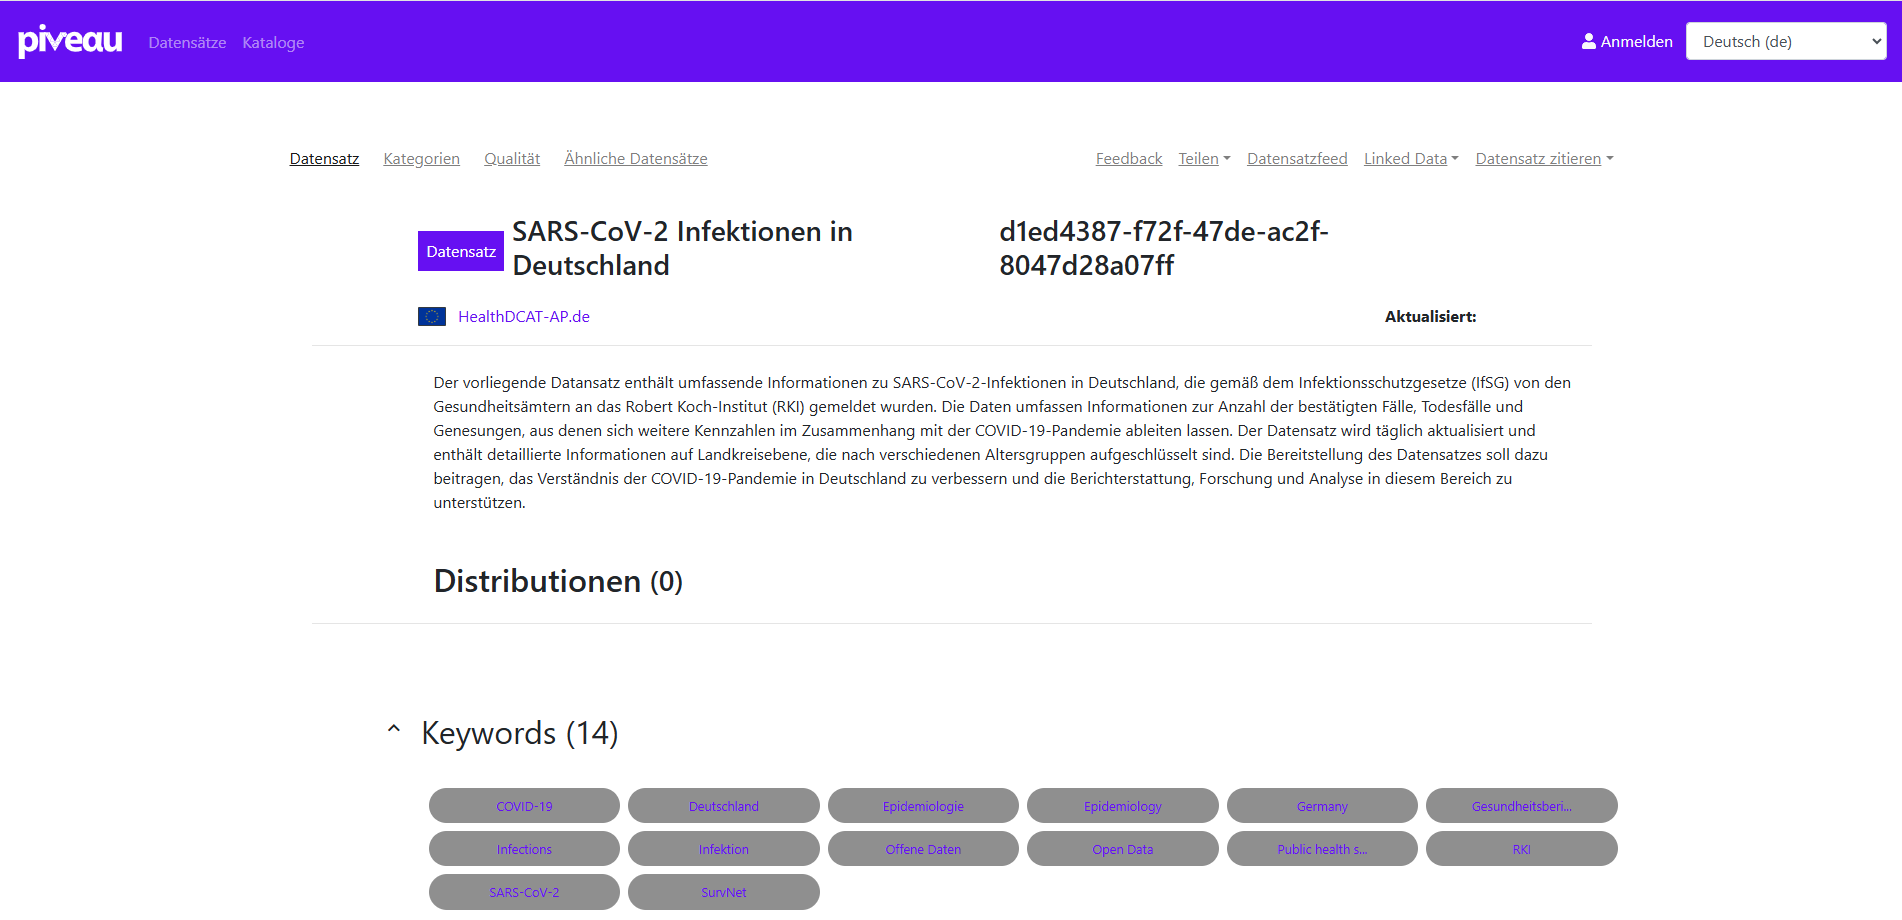 piveau Datensätze Kataloge Anmelden Deutsch (de)
Datensatz Kategorien Qualität Ähnliche Datensätze Feedback Teilen Datensatzfeed Linked Data Datensatz zitieren
Datensatz
SARS-CoV-2 Infektionen in
Deutschland
d1ed4387-f72f-47de-ac2f-
8047d28a07ff
HealthDCAT-AP.de Aktualisiert:
Der vorliegende Datansatz enthält umfassende Informationen zu SARS-CoV-2-Infektionen in Deutschland, die gemäß dem Infektionsschutzgesetze (IfSG) von den
Gesundheitsämtern an das Robert Koch-Institut (RKI) gemeldet wurden. Die Daten umfassen Informationen zur Anzahl der bestätigten Fälle, Todesfälle und
Genesungen, aus denen sich weitere Kennzahlen im Zusammenhang mit der COVID-19-Pandemie ableiten lassen. Der Datensatz wird täglich aktualisiert und
enthält detaillierte Informationen auf Landkreisebene, die nach verschiedenen Altersgruppen aufgeschlüsselt sind. Die Bereitstellung des Datensatzes soll dazu
beitragen, das Verständnis der COVID-19-Pandemie in Deutschland zu verbessern und die Berichterstattung, Forschung und Analyse in diesem Bereich zu
unterstützen.
Distributionen (0)
Keywords (14)
COVID-19 Deutschland Epidemiologie Epidemiology Germany Gesundheitsberi...
Infections Infektion Offene Daten Open Data Public health s... RKI
SARS-CoV-2 SurvNet